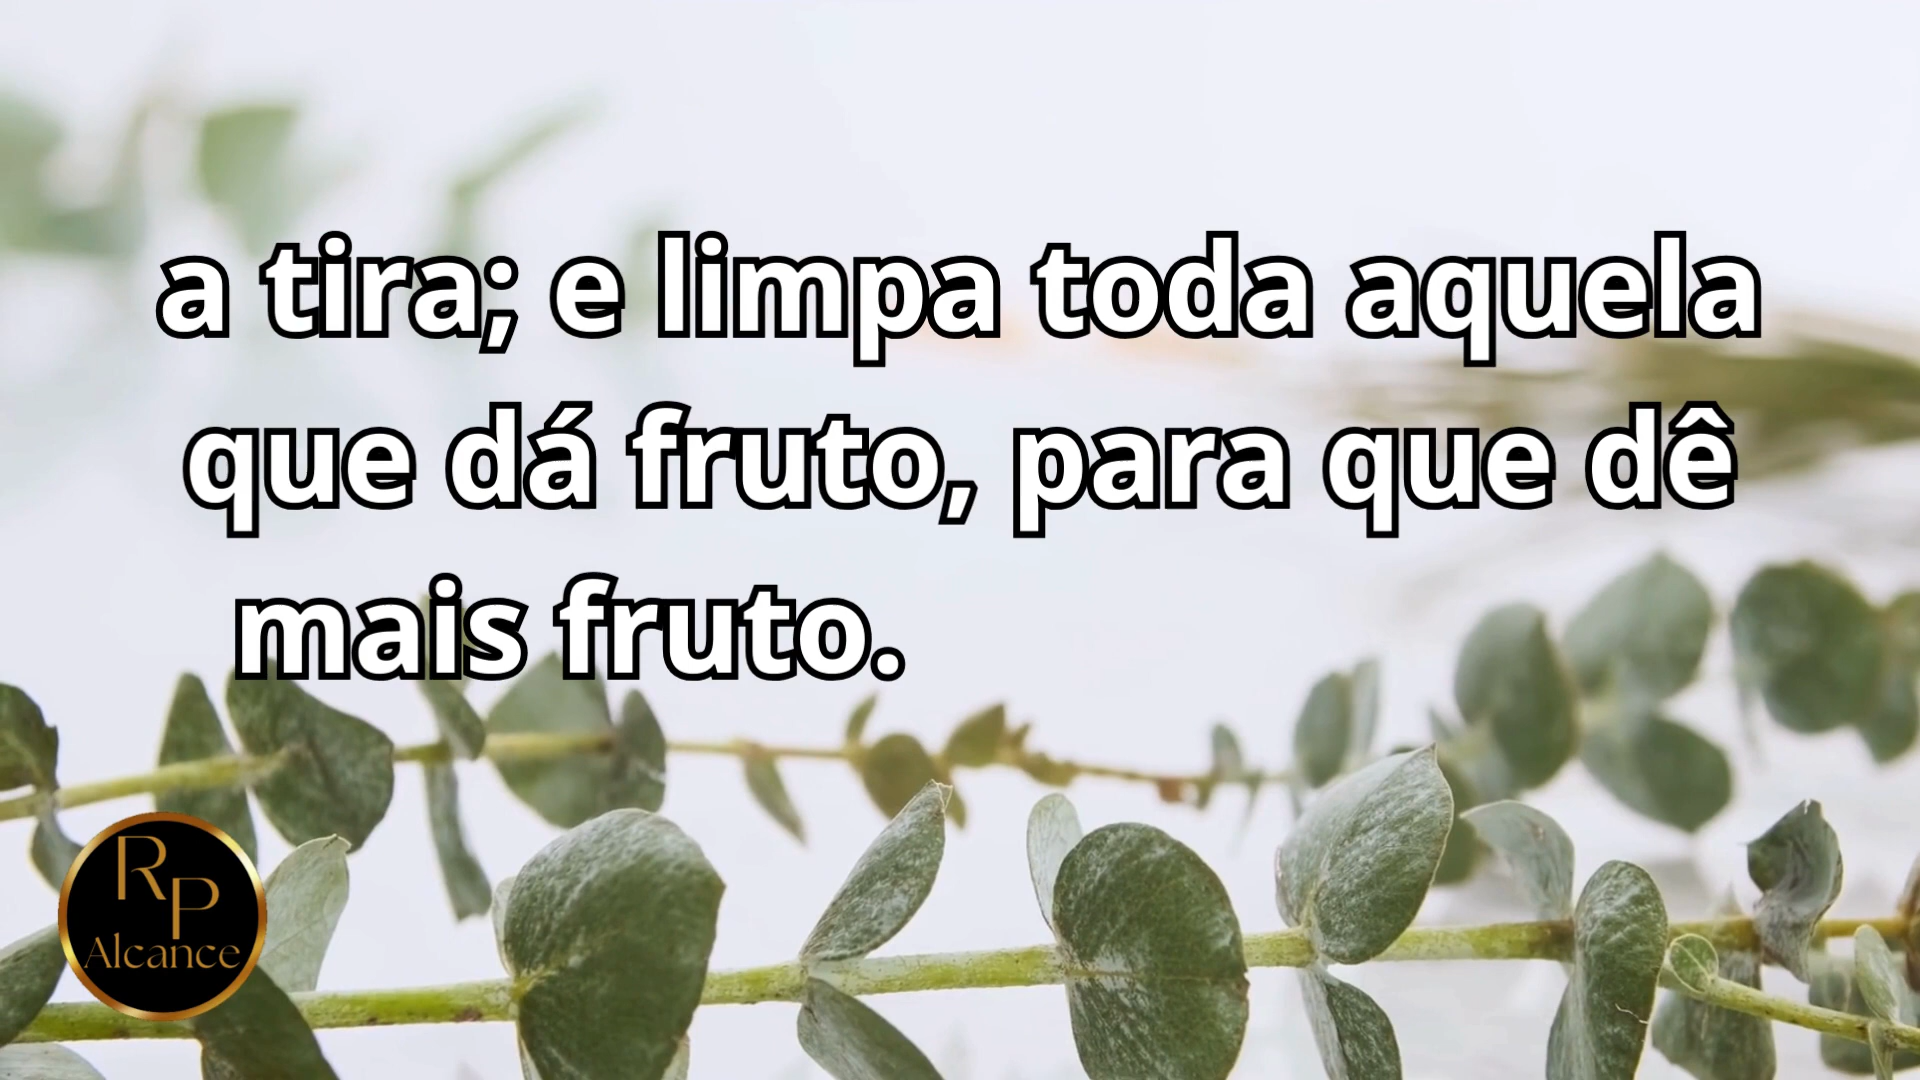 a tira; e limpa toda aquela
que dá fruto, para que dê
mais fruto.
RP
Alcance